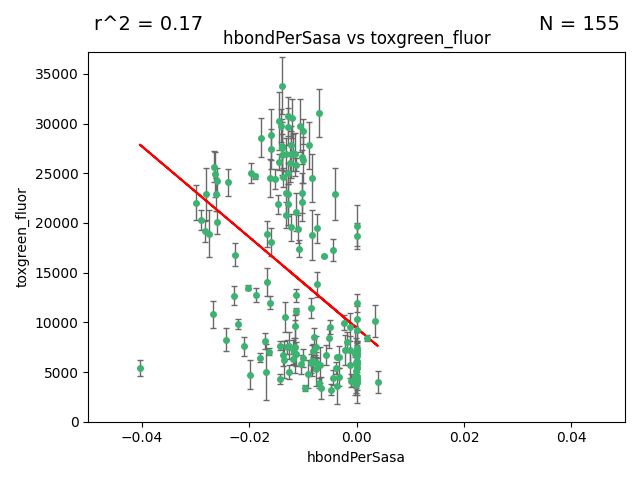 r^2 = 0.17
N = 155
hbondPerSasa vs toxgreen_fluor
35000
30000
25000
20000
15000
10000
5000
0
toxgreen_fluor
−0.04
−0.02
0.00
0.02
0.04
hbondPerSasa